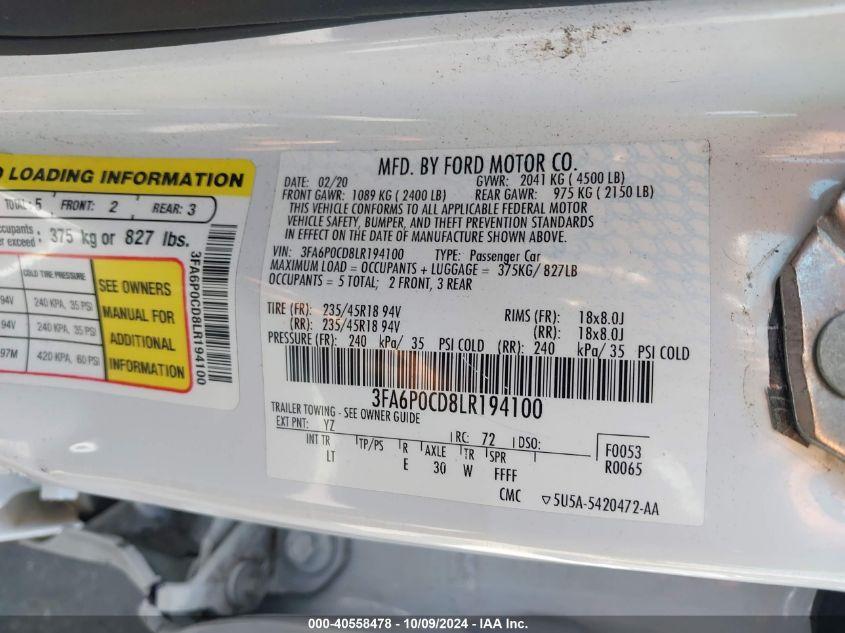 LOADING INFORMATION
TOTAL: 5 FRONT: 2 REAR: 3
375 kg or 827 lbs.
COLD TIRE PRESSURE
94V 240 KPA, 35 PSI
94V 240 KPA, 35 PSI
97M 420 KPA, 60 PSI
SEE OWNERS
MANUAL FOR
ADDITIONAL
INFORMATION
3FA6P0CD8LR194100
MFD. BY FORD MOTOR CO.
DATE: 02/20 GVWR: 2041 KG ( 4500 LB)
FRONT GAWR: 1089 KG ( 2400 LB) REAR GAWR: 975 KG ( 2150 LB)
THIS VEHICLE CONFORMS TO ALL APPLICABLE FEDERAL MOTOR
VEHICLE SAFETY, BUMPER, AND THEFT PREVENTION STANDARDS
IN EFFECT ON THE DATE OF MANUFACTURE SHOWN ABOVE.
VIN: 3FA6P0CD8LR194100 TYPE: Passenger Car
MAXIMUM LOAD = OCCUPANTS + LUGGAGE = 375KG/ 827LB
OCCUPANTS = 5 TOTAL; 2 FRONT, 3 REAR
TIRE (FR): 235/45R18 94V RIMS (FR): 18x8.0J
(RR): 235/45R18 94V (RR): 18x8.0J
PRESSURE (FR): 240 kPa/ 35 PSI COLD (RR): 240 kPa/ 35 PSI COLD
3FA6P0CD8LR194100
TRAILER TOWING - SEE OWNER GUIDE
EXT PNT: YZ RC: 72 DSO: F0053
INT TR TP/PS R AXLE TR SPR R0065
LT E 30 W FFFF
CMC ▽5U5A-5420472-AA
000-40558478 - 10/09/2024 - IAA Inc.